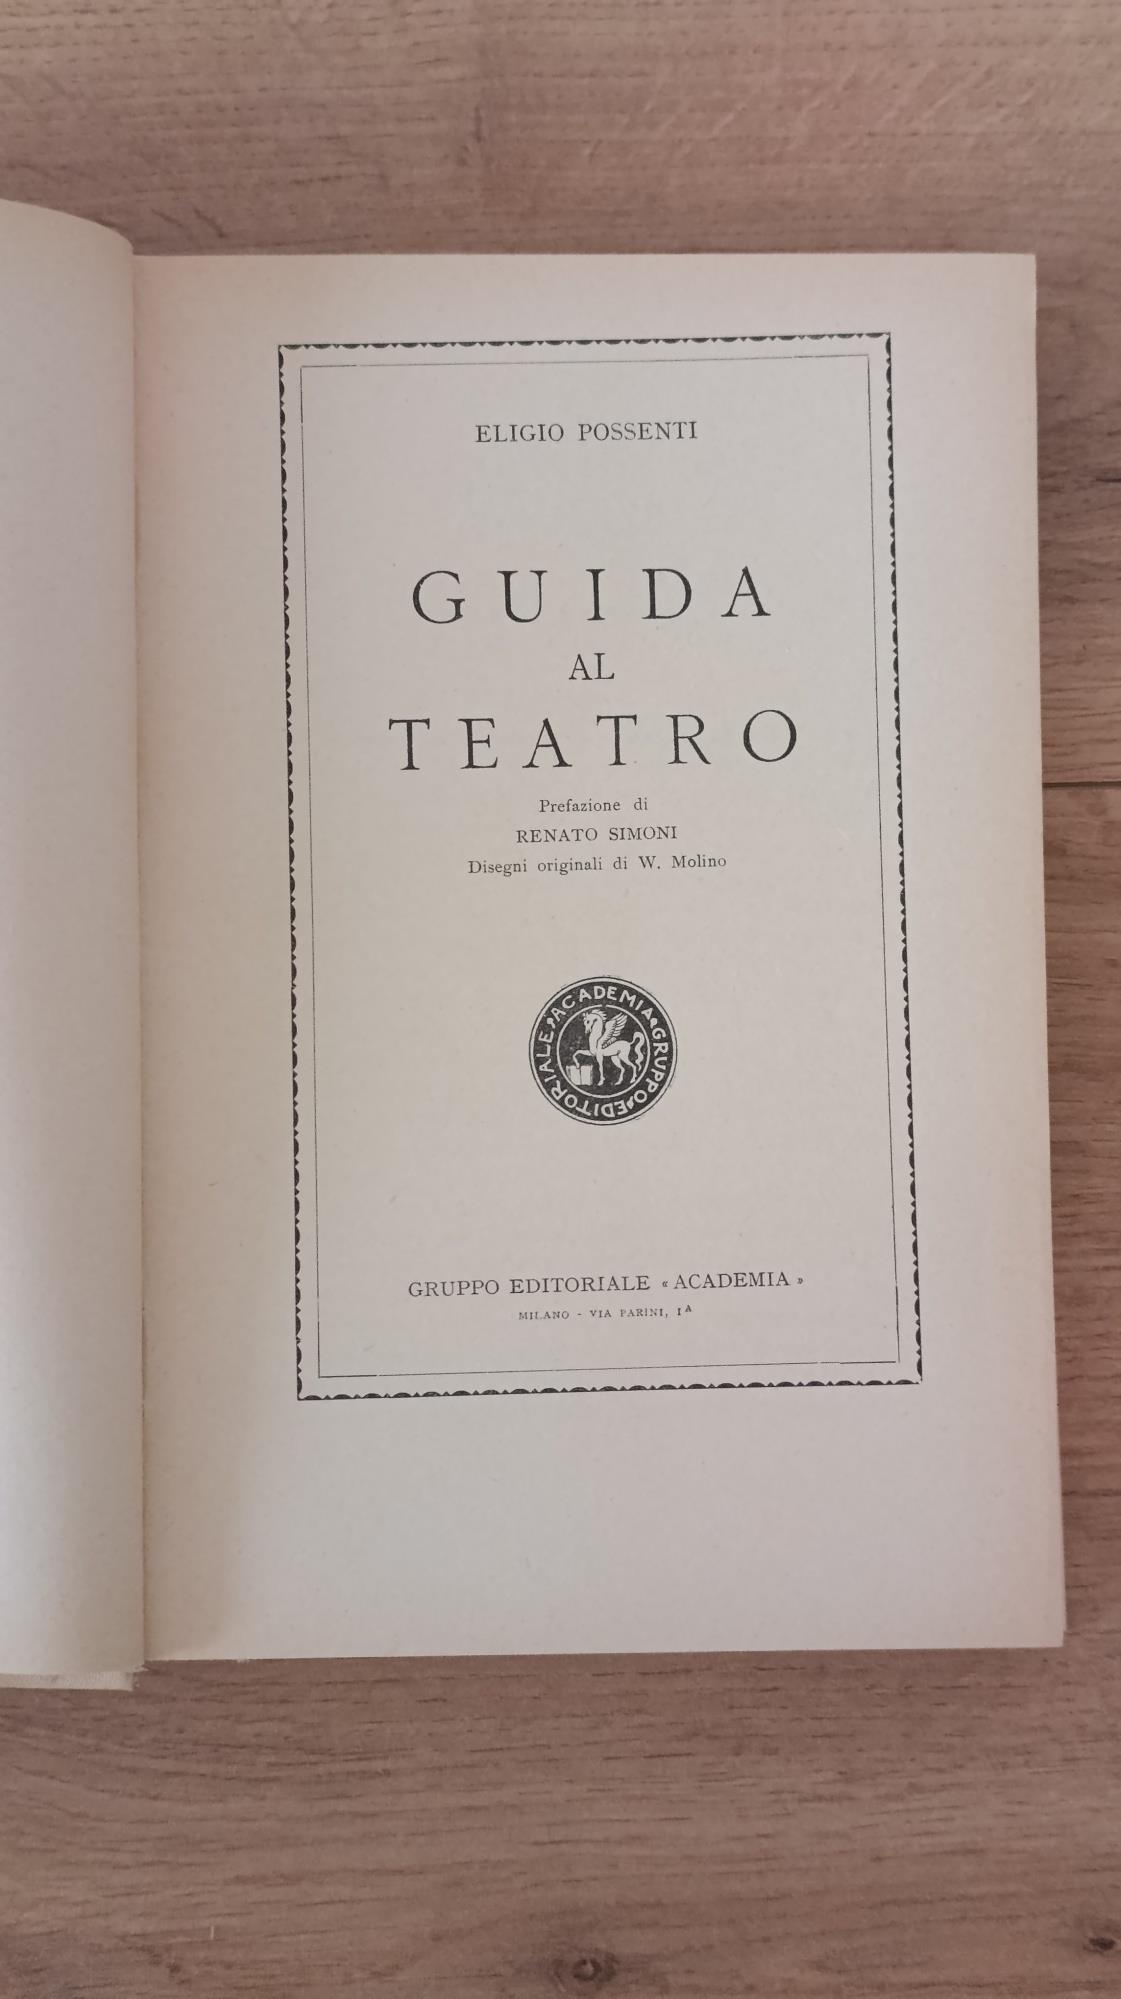 ELIGIO POSSENTI
GUIDA
AL
TEATRO
Prefazione di
RENATO SIMONI
Disegni originali di W. Molino
ACADEMIA GRUPPO EDITORIALE
GRUPPO EDITORIALE « ACADEMIA »
MILANO - VIA PARINI, 1A